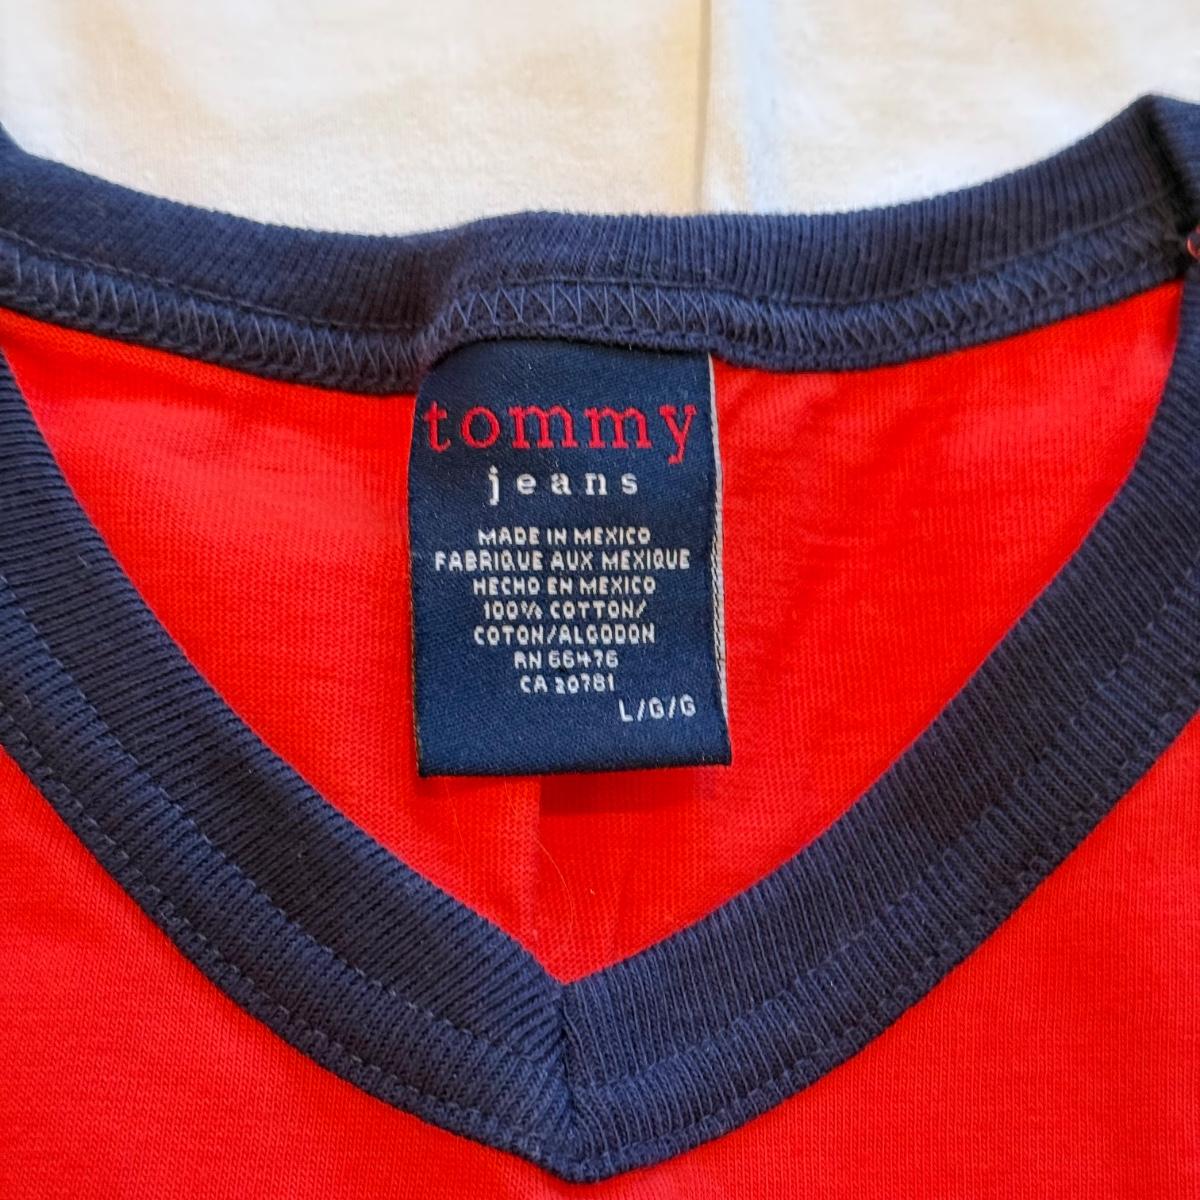 tommy
jeans
MADE IN MEXICO
FABRIQUE AUX MEXIQUE
HECHO EN MEXICO
100% COTTON/
COTON/ALGODON
RN 66476
CA 20781
L/G/G